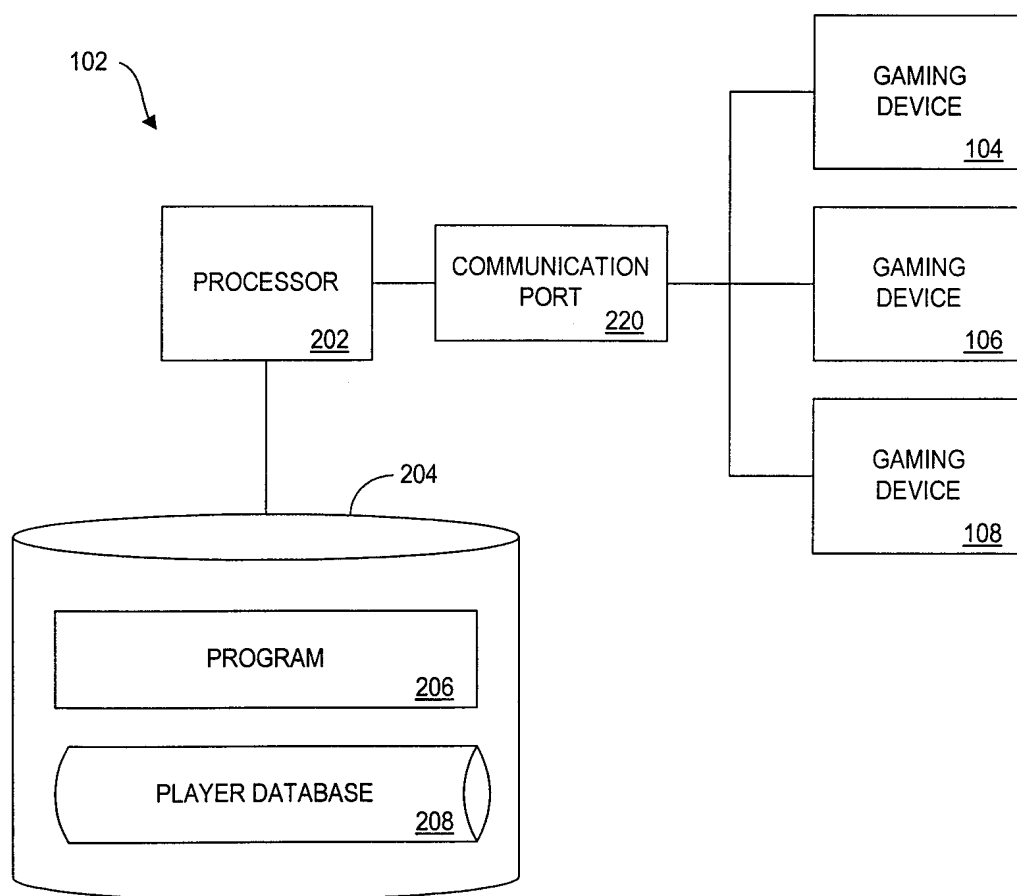 102
GAMING
DEVICE
104
PROCESSOR
202
COMMUNICATION
PORT
220
GAMING
DEVICE
106
GAMING
DEVICE
108
204
PROGRAM
206
PLAYER DATABASE
208